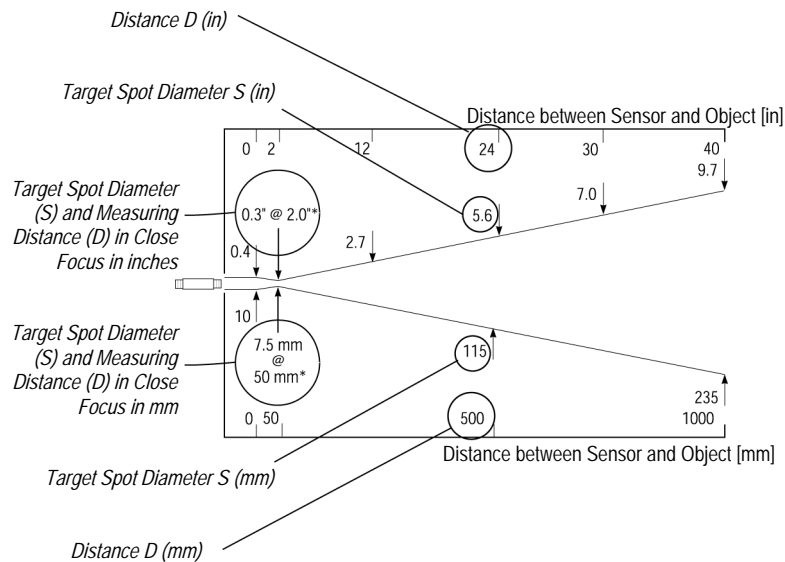 Distance D (in)
Target Spot Diameter S (in)
Distance between Sensor and Object [in]
0 2 12 24 30 40
9.7
7.0
5.6
2.7
0.4
Target Spot Diameter
(S) and Measuring
Distance (D) in Close
Focus in inches
0.3" @ 2.0"*
Target Spot Diameter
(S) and Measuring
Distance (D) in Close
Focus in mm
10
7.5 mm
@
50 mm*
115
235
0 50 500 1000
Distance between Sensor and Object [mm]
Target Spot Diameter S (mm)
Distance D (mm)